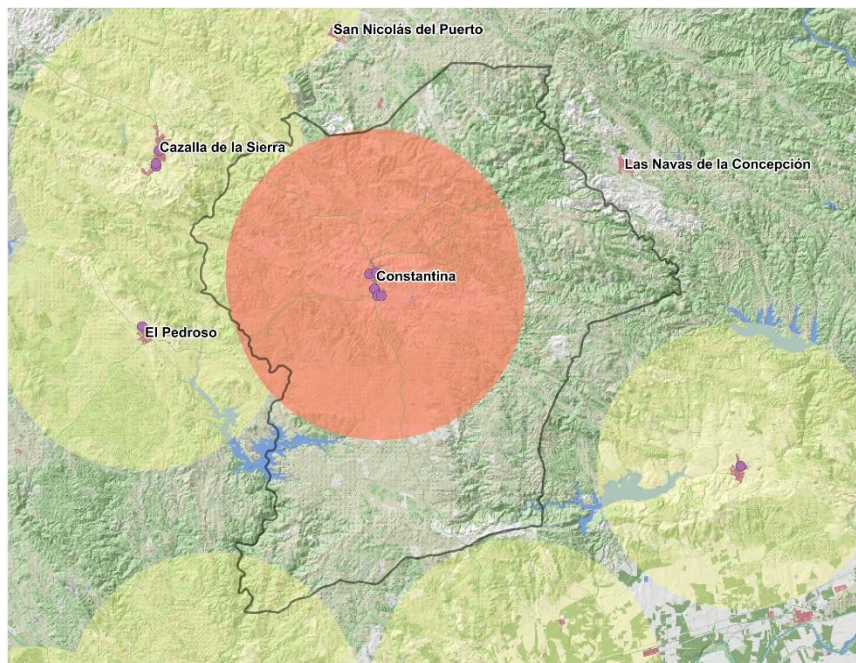 San Nicolás del Puerto
Cazalla de la Sierra
Las Navas de la Concepción
Constantina
El Pedroso